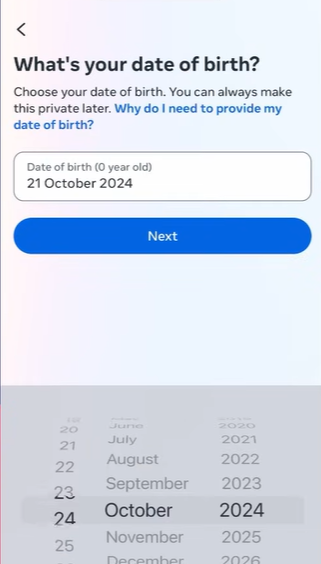 What's your date of birth?
Choose your date of birth. You can always make
this private later. Why do I need to provide my
date of birth?
Date of birth (0 year old)
21 October 2024
Next
20 June 2020
21 July 2021
22 August 2022
23 September 2023
24 October 2024
25 November 2025
December 2026